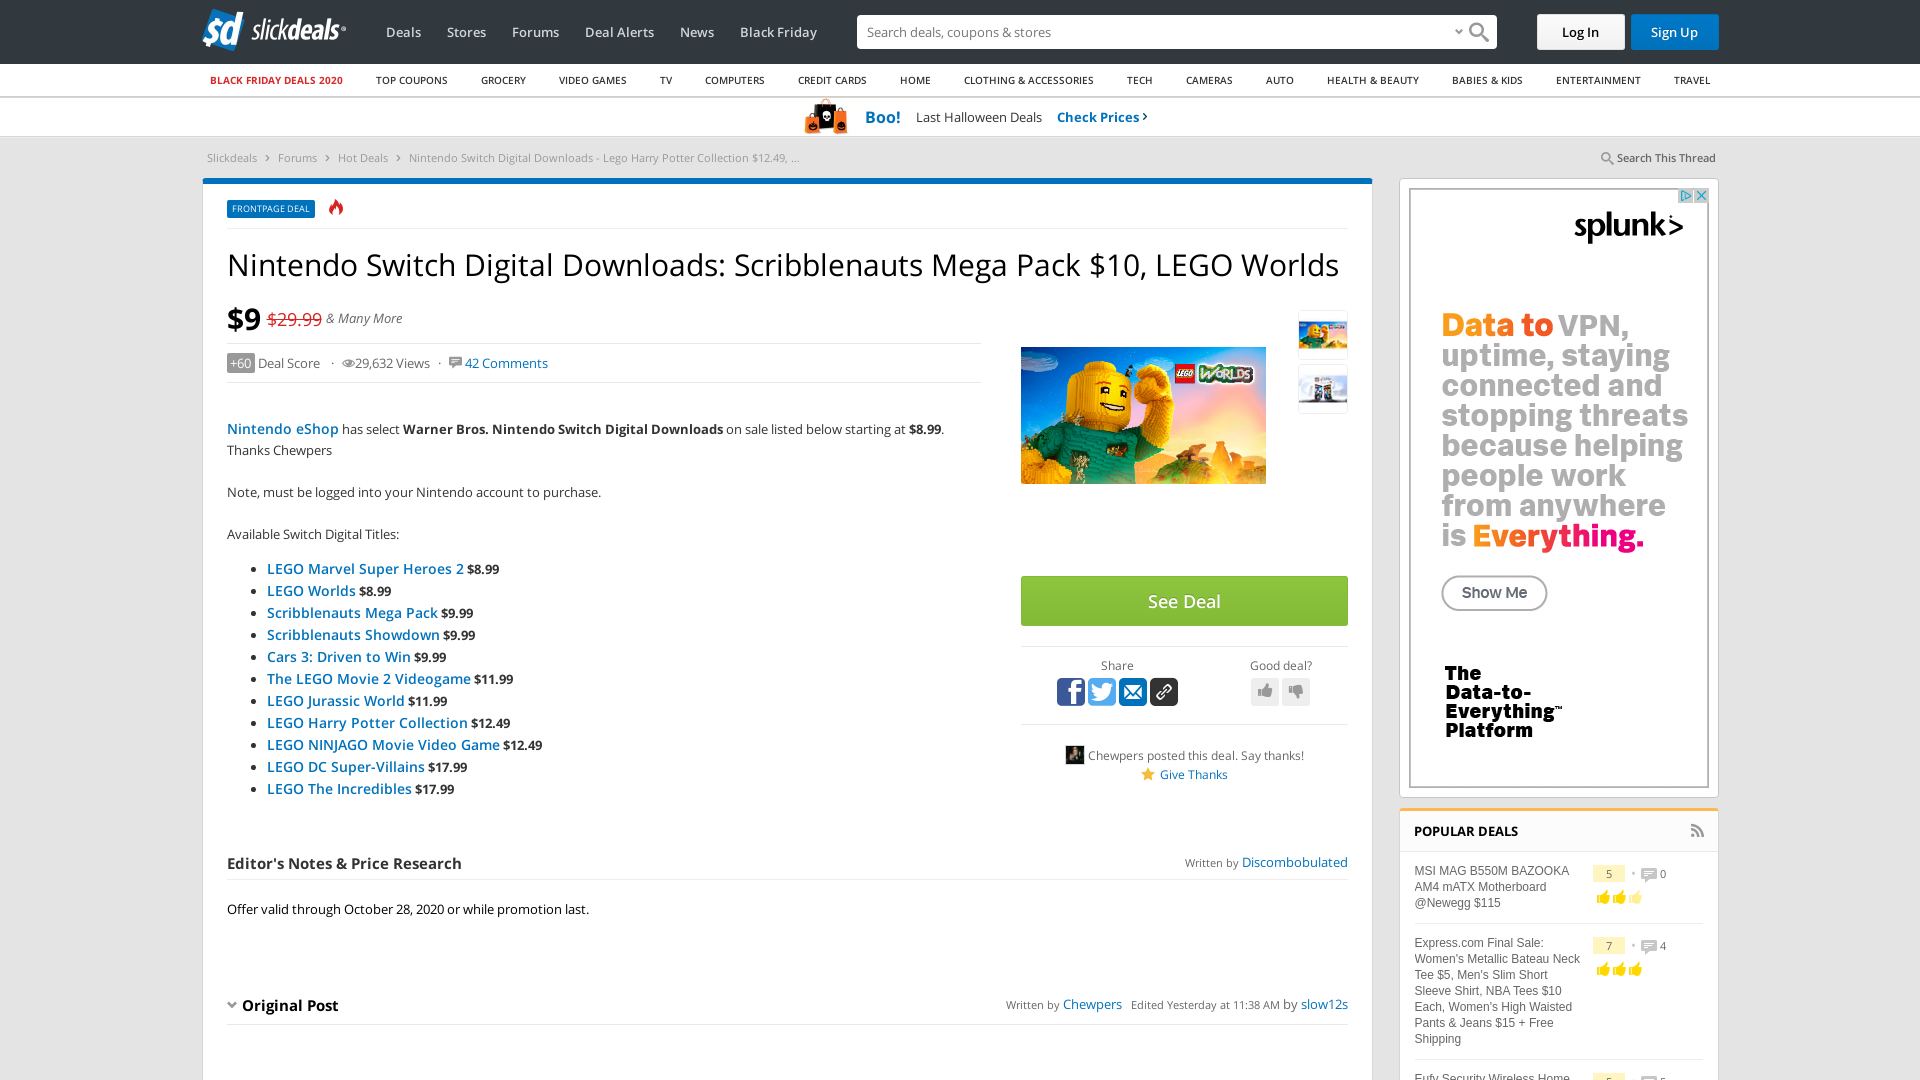 sd slickdeals
Deals Stores Forums Deal Alerts News Black Friday
Search deals, coupons & shopping
Log In Sign Up
BLACK FRIDAY DEALS 2020 TOP COUPONS GROCERY VIDEO GAMES TV COMPUTERS CREDIT CARDS HOME CLOTHING & ACCESSORIES TECH CAMERAS AUTO HEALTH & BEAUTY BABIES & KIDS ENTERTAINMENT TRAVEL
Boo! Last Halloween Deals Check Prices
Slickdeals Forums Hot Deals Nintendo Switch Digital Downloads - Lego Harry Potter Collection $12.49, ...
Search This Thread
FRONTPAGE DEAL
Nintendo Switch Digital Downloads: Scribblenauts Mega Pack $10, LEGO Worlds
$9 $29.99 & Many More
+60 Deal Score · 29,632 Views · 42 Comments
LEGO WORLDS
Nintendo eShop has select Warner Bros. Nintendo Switch Digital Downloads on sale listed below starting at $8.99.
Thanks Chewpers
Note, must be logged into your Nintendo account to purchase.
Available Switch Digital Titles:
LEGO Marvel Super Heroes 2 $8.99
LEGO Worlds $8.99
Scribblenauts Mega Pack $9.99
Scribblenauts Showdown $9.99
Cars 3: Driven to Win $9.99
The LEGO Movie 2 Videogame $11.99
LEGO Jurassic World $11.99
LEGO Harry Potter Collection $12.49
LEGO NINJAGO Movie Video Game $12.49
LEGO DC Super-Villains $17.99
LEGO The Incredibles $17.99
See Deal
Share
Good deal?
Chewpers posted this deal. Say thanks!
Give Thanks
Editor's Notes & Price Research
Written by Discombobulated
Offer valid through October 28, 2020 or while promotion last.
Original Post
Written by Chewpers Edited Yesterday at 11:38 AM by slow12s
splunk>
Data to VPN,
uptime, staying
connected and
stopping threats
because helping
people work
from anywhere
is Everything.
Show Me
The
Data-to-
Everything™
Platform
POPULAR DEALS
MSI MAG B550M BAZOOKA
AM4 mATX Motherboard
@Newegg $115
5 • 0
Express.com Final Sale:
Women's Metallic Bateau Neck
Tee $5, Men's Slim Short
Sleeve Shirt, NBA Tees $10
Each, Women's High Waisted
Pants & Jeans $15 + Free
Shipping
7 • 4
Eufy Security Wireless Home